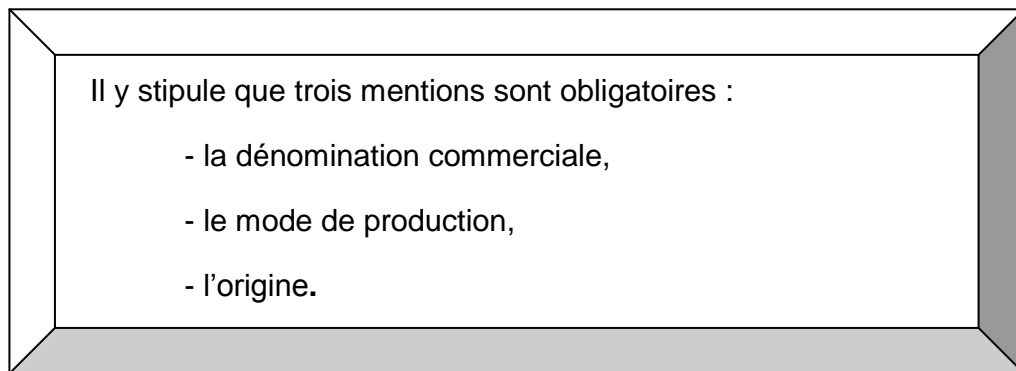 Il y stipule que trois mentions sont obligatoires :
- la dénomination commerciale,
- le mode de production,
- l’origine.